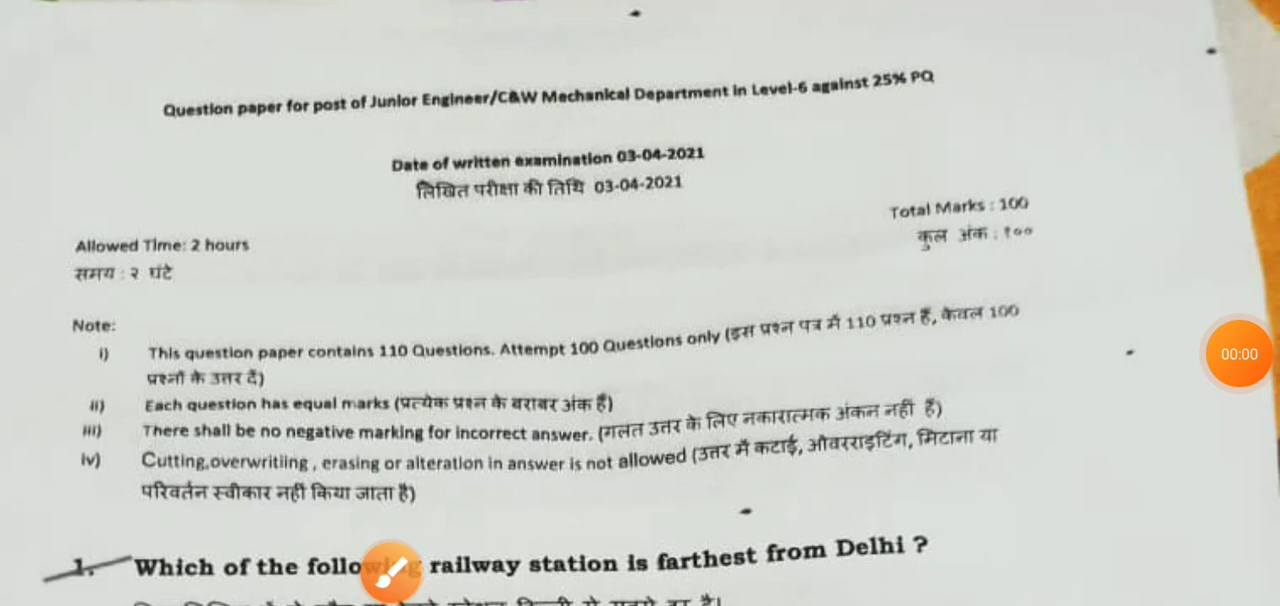 Question paper for post of Junior Engineer/C&W Mechanical Department in Level-6 against 25% PQ
Date of written examination 03-04-2021
लिखित परीक्षा की तिथि 03-04-2021
Total Marks : 100
कुल अंक : १००
Allowed Time: 2 hours
समय : २ घंटे
Note:
i) This question paper contains 110 Questions. Attempt 100 Questions only (इस प्रश्न पत्र में 110 प्रश्न हैं, केवल 100
प्रश्नों के उत्तर दें)
ii) Each question has equal marks (प्रत्येक प्रश्न के बराबर अंक हैं)
iii) There shall be no negative marking for incorrect answer. (गलत उत्तर के लिए नकारात्मक अंकन नहीं हैं)
iv) Cutting,overwritiing , erasing or alteration in answer is not allowed (उत्तर में कटाई, ओवरराइटिंग, मिटाना या
परिवर्तन स्वीकार नहीं किया जाता है)
1. Which of the following railway station is farthest from Delhi ?
00:00